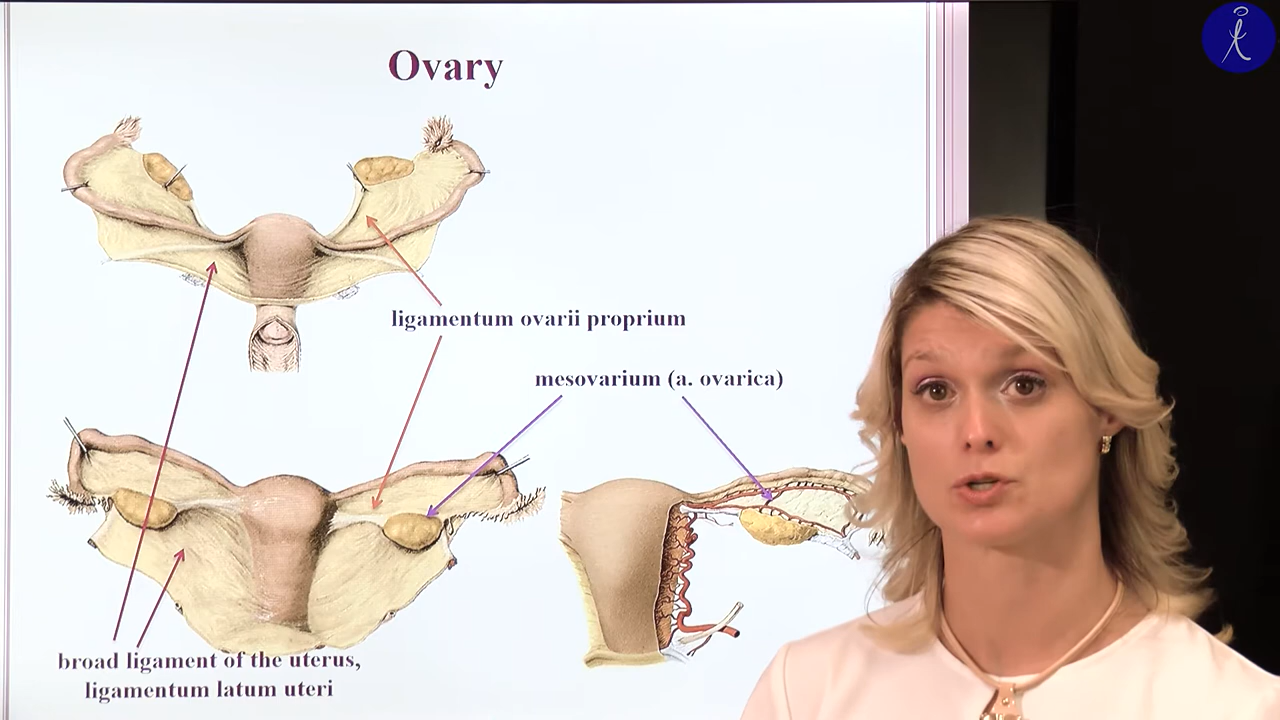 Ovary
ligamentum ovarii proprium
mesovarium (a. ovarica)
broad ligament of the uterus,
ligamentum latum uteri